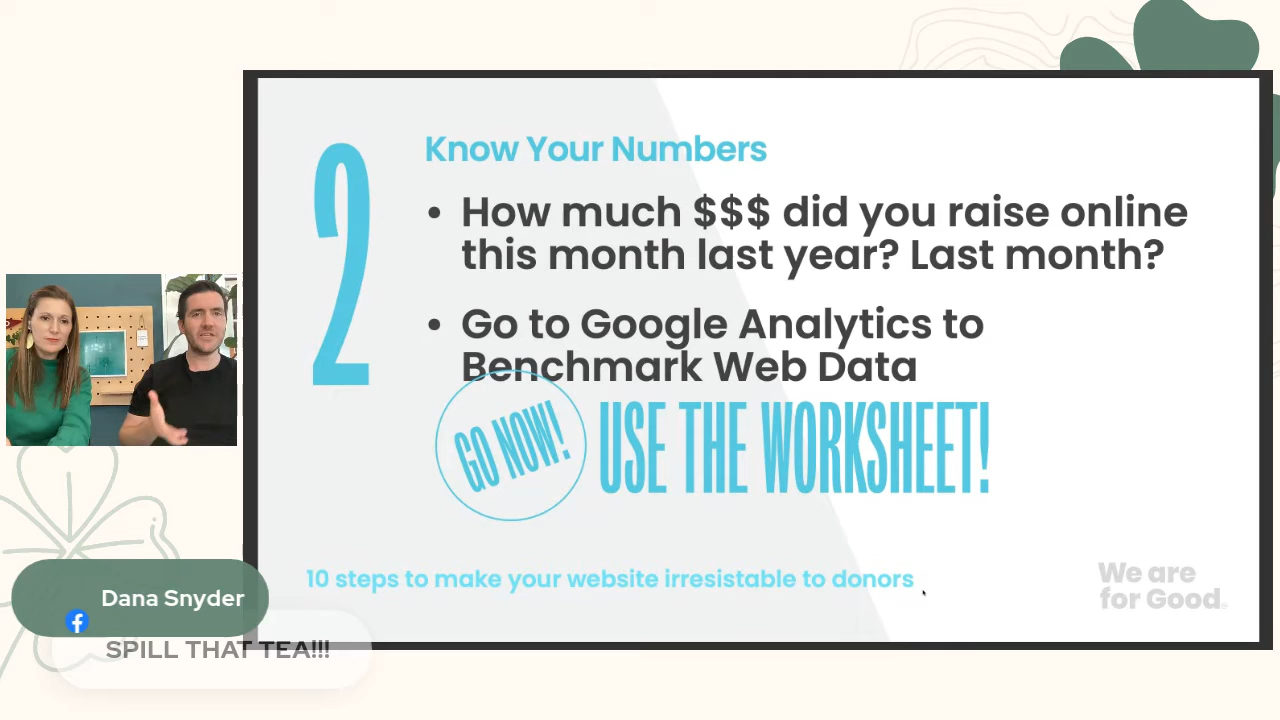 2
Know Your Numbers
• How much $$$ did you raise online
this month last year? Last month?
• Go to Google Analytics to
Benchmark Web Data
GO NOW!
USE THE WORKSHEET!
10 steps to make your website irresistable to donors
We are
for Good.
Dana Snyder
SPILL THAT TEA!!!